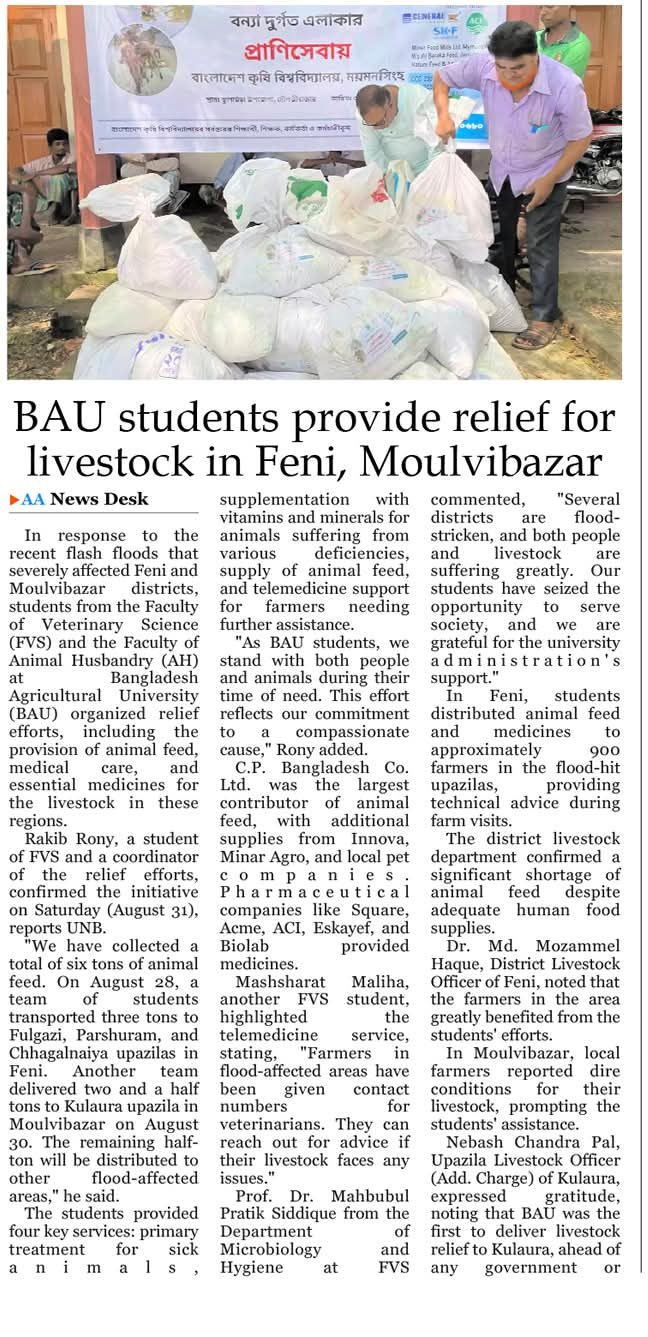 বন্যা দুর্গত এলাকার
প্রাণিসেবায়
বাংলাদেশ কৃষি বিশ্ববিদ্যালয়, ময়মনসিংহ
GENERAL
ACI
SK+F
BAU students provide relief for
livestock in Feni, Moulvibazar
AA News Desk
In response to the
recent flash floods that
severely affected Feni and
Moulvibazar districts,
students from the Faculty
of Veterinary Science
(FVS) and the Faculty of
Animal Husbandry (AH)
at Bangladesh
Agricultural University
(BAU) organized relief
efforts, including the
provision of animal feed,
medical care, and
essential medicines for
the livestock in these
regions.
Rakib Rony, a student
of FVS and a coordinator
of the relief efforts,
confirmed the initiative
on Saturday (August 31),
reports UNB.
"We have collected a
total of six tons of animal
feed. On August 28, a
team of students
transported three tons to
Fulgazi, Parshuram, and
Chhagalnaiya upazilas in
Feni. Another team
delivered two and a half
tons to Kulaura upazila in
Moulvibazar on August
30. The remaining half-
ton will be distributed to
other flood-affected
areas," he said.
The students provided
four key services: primary
treatment for sick
animals,
supplementation with
vitamins and minerals for
animals suffering from
various deficiencies,
supply of animal feed,
and telemedicine support
for farmers needing
further assistance.
"As BAU students, we
stand with both people
and animals during their
time of need. This effort
reflects our commitment
to a compassionate
cause," Rony added.
C.P. Bangladesh Co.
Ltd. was the largest
contributor of animal
feed, with additional
supplies from Innova,
Minar Agro, and local pet
companies.
Pharmaceutical
companies like Square,
Acme, ACI, Eskayef, and
Biolab provided
medicines.
Mashsharat Maliha,
another FVS student,
highlighted the
telemedicine service,
stating, "Farmers in
flood-affected areas have
been given contact
numbers for
veterinarians. They can
reach out for advice if
their livestock faces any
issues."
Prof. Dr. Mahbubul
Pratik Siddique from the
Department of
Microbiology and
Hygiene at FVS
commented, "Several
districts are flood-
stricken, and both people
and livestock are
suffering greatly. Our
students have seized the
opportunity to serve
society, and we are
grateful for the university
administration's
support."
In Feni, students
distributed animal feed
and medicines to
approximately 900
farmers in the flood-hit
upazilas, providing
technical advice during
farm visits.
The district livestock
department confirmed a
significant shortage of
animal feed despite
adequate human food
supplies.
Dr. Md. Mozammel
Haque, District Livestock
Officer of Feni, noted that
the farmers in the area
greatly benefited from the
students' efforts.
In Moulvibazar, local
farmers reported dire
conditions for their
livestock, prompting the
students' assistance.
Nebash Chandra Pal,
Upazila Livestock Officer
(Add. Charge) of Kulaura,
expressed gratitude,
noting that BAU was the
first to deliver livestock
relief to Kulaura, ahead of
any government or